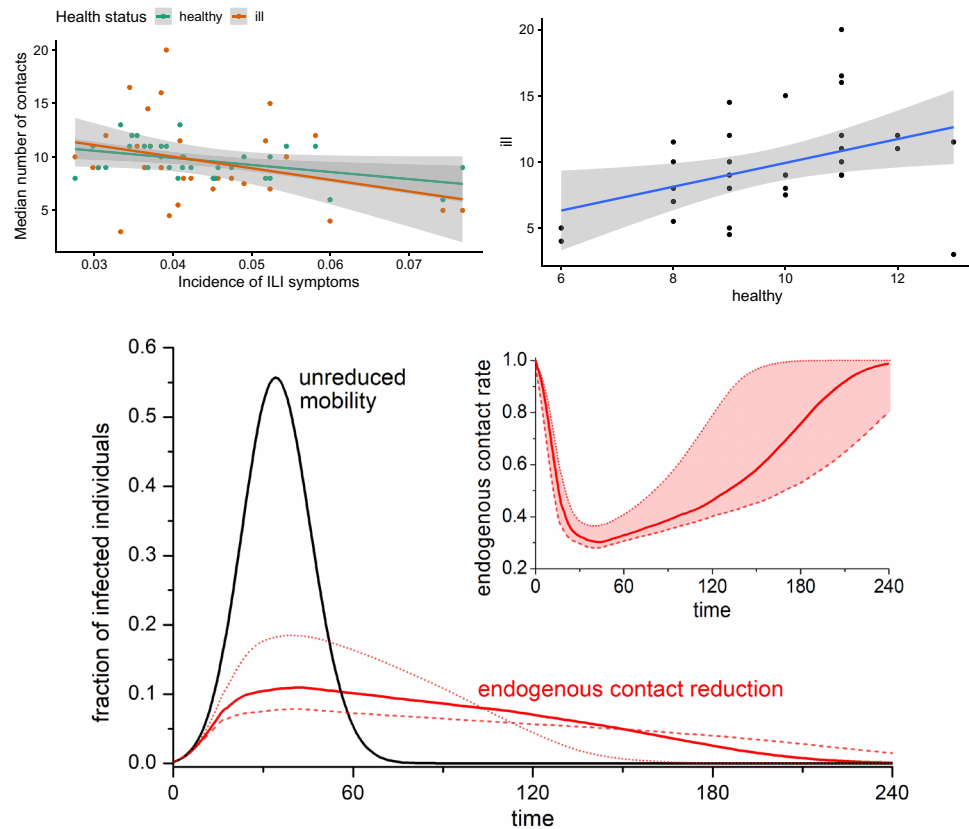 Health status healthy ill
20
15
10
5
Median number of contacts
0.03 0.04 0.05 0.06 0.07
Incidence of ILI symptoms
20
15
10
5
ill
6 8 10 12
healthy
0.6
0.5
0.4
0.3
0.2
0.1
0.0
fraction of infected individuals
unreduced
mobility
endogenous contact reduction
0 60 120 180 240
time
1.0
0.8
0.6
0.4
0.2
endogenous contact rate
0 60 120 180 240
time